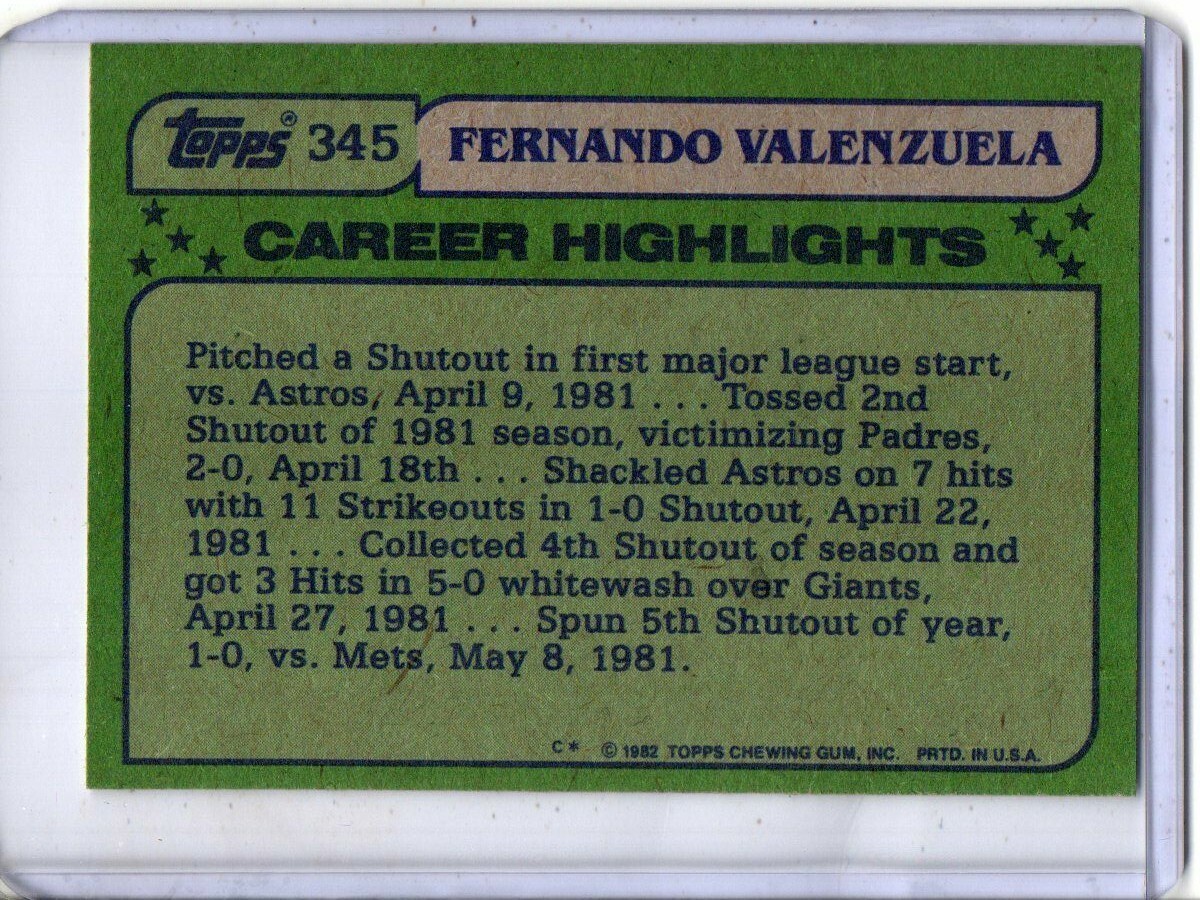 Topps® 345 FERNANDO VALENZUELA
CAREER HIGHLIGHTS
Pitched a Shutout in first major league start,
vs. Astros, April 9, 1981 . . . Tossed 2nd
Shutout of 1981 season, victimizing Padres,
2-0, April 18th . . . Shackled Astros on 7 hits
with 11 Strikeouts in 1-0 Shutout, April 22,
1981 . . . Collected 4th Shutout of season and
got 3 Hits in 5-0 whitewash over Giants,
April 27, 1981 . . . Spun 5th Shutout of year,
1-0, vs. Mets, May 8, 1981.
C* © 1982 TOPPS CHEWING GUM, INC. PRTD. IN U.S.A.